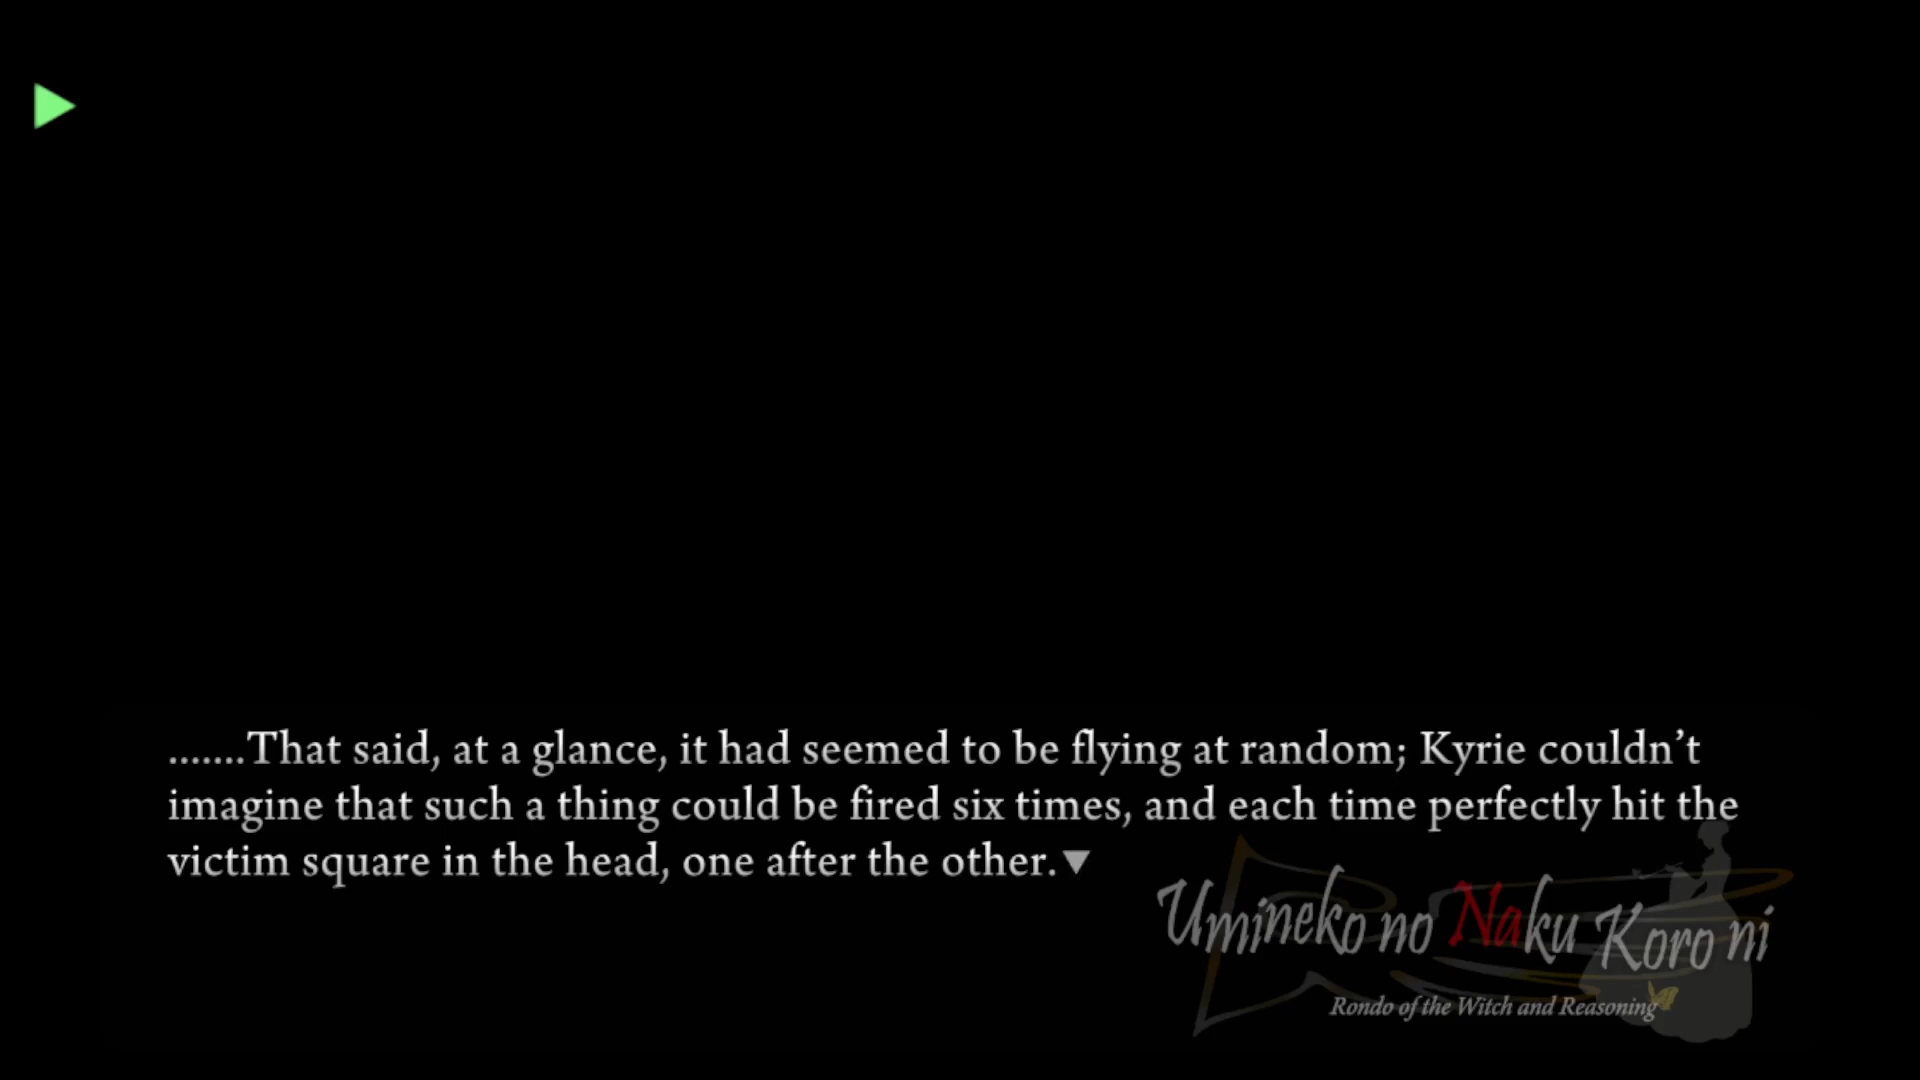 .......That said, at a glance, it had seemed to be flying at random; Kyrie couldn’t
imagine that such a thing could be fired six times, and each time perfectly hit the
victim square in the head, one after the other.
Umineko no Naku Koro ni
Rondo of the Witch and Reasoning